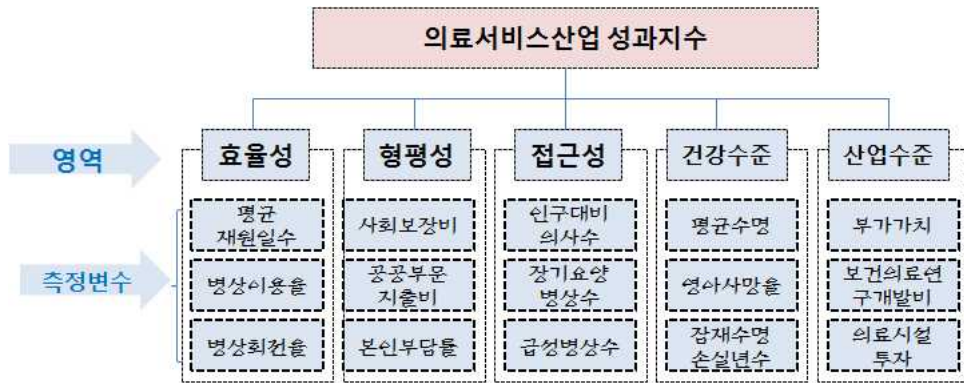 의료서비스산업 성과지수
영역
효율성
형평성
접근성
건강수준
산업수준
측정변수
평균
재원일수
병상이용율
병상회전율
사회보장비
공공부문
지출비
본인부담률
인구대비
의사수
장기요양
병상수
급성병상수
평균수명
영아사망율
잠재수명
손실년수
부가가치
보건의료연
구개발비
의료시설
투자